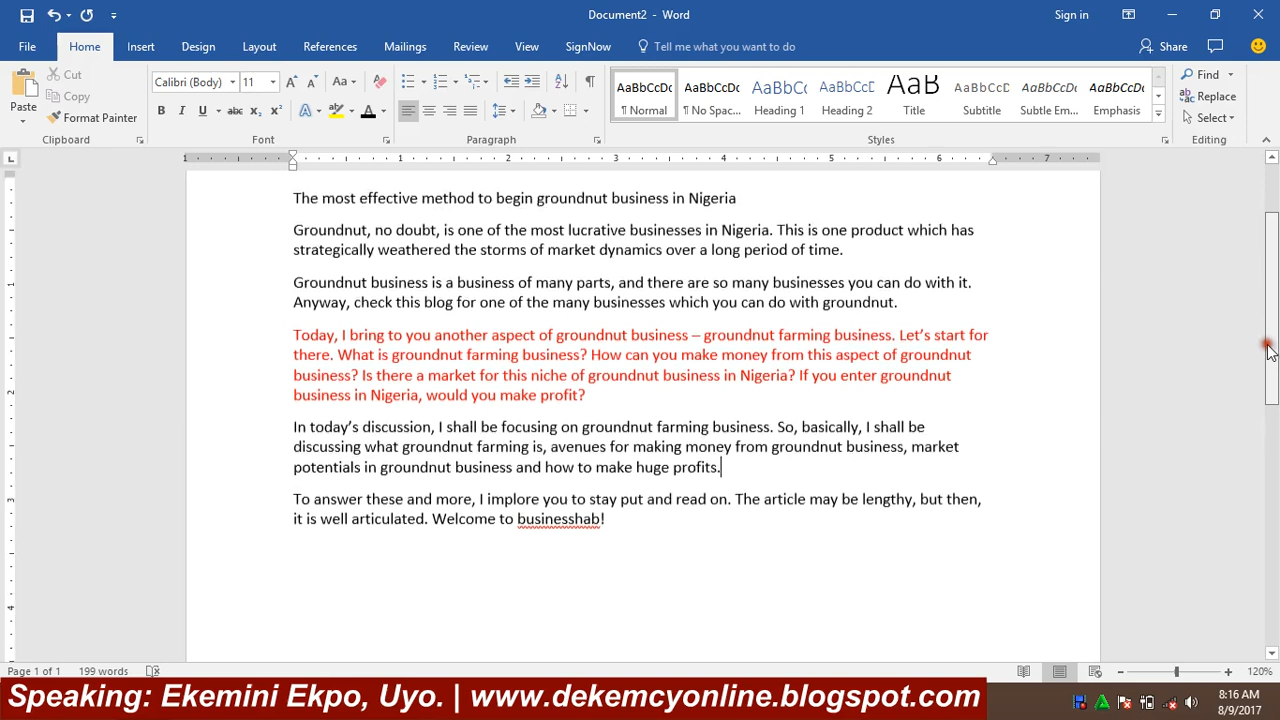 Document2 - Word
Sign in
File Home Insert Design Layout References Mailings Review View SignNow Tell me what you want to do Share
Paste
Cut
Copy
Format Painter
Clipboard
Calibri (Body) 11
Font
Paragraph
AaBbCcDc AaBbCcDc AaBbCc AaBbCcD AaB AaBbCcD AaBbCcDc AaBbCcDc
¶ Normal ¶ No Spac... Heading 1 Heading 2 Title Subtitle Subtle Em... Emphasis
Styles
Find
Replace
Select
Editing
1 1 2 3 4 5 6 7
The most effective method to begin groundnut business in Nigeria
Groundnut, no doubt, is one of the most lucrative businesses in Nigeria. This is one product which has
strategically weathered the storms of market dynamics over a long period of time.
Groundnut business is a business of many parts, and there are so many businesses you can do with it.
Anyway, check this blog for one of the many businesses which you can do with groundnut.
Today, I bring to you another aspect of groundnut business – groundnut farming business. Let’s start for
there. What is groundnut farming business? How can you make money from this aspect of groundnut
business? Is there a market for this niche of groundnut business in Nigeria? If you enter groundnut
business in Nigeria, would you make profit?
In today’s discussion, I shall be focusing on groundnut farming business. So, basically, I shall be
discussing what groundnut farming is, avenues for making money from groundnut business, market
potentials in groundnut business and how to make huge profits.
To answer these and more, I implore you to stay put and read on. The article may be lengthy, but then,
it is well articulated. Welcome to businesshab!
Page 1 of 1 199 words 120%
Speaking: Ekemini Ekpo, Uyo. | www.dekemcyonline.blogspot.com
8:16 AM
8/9/2017